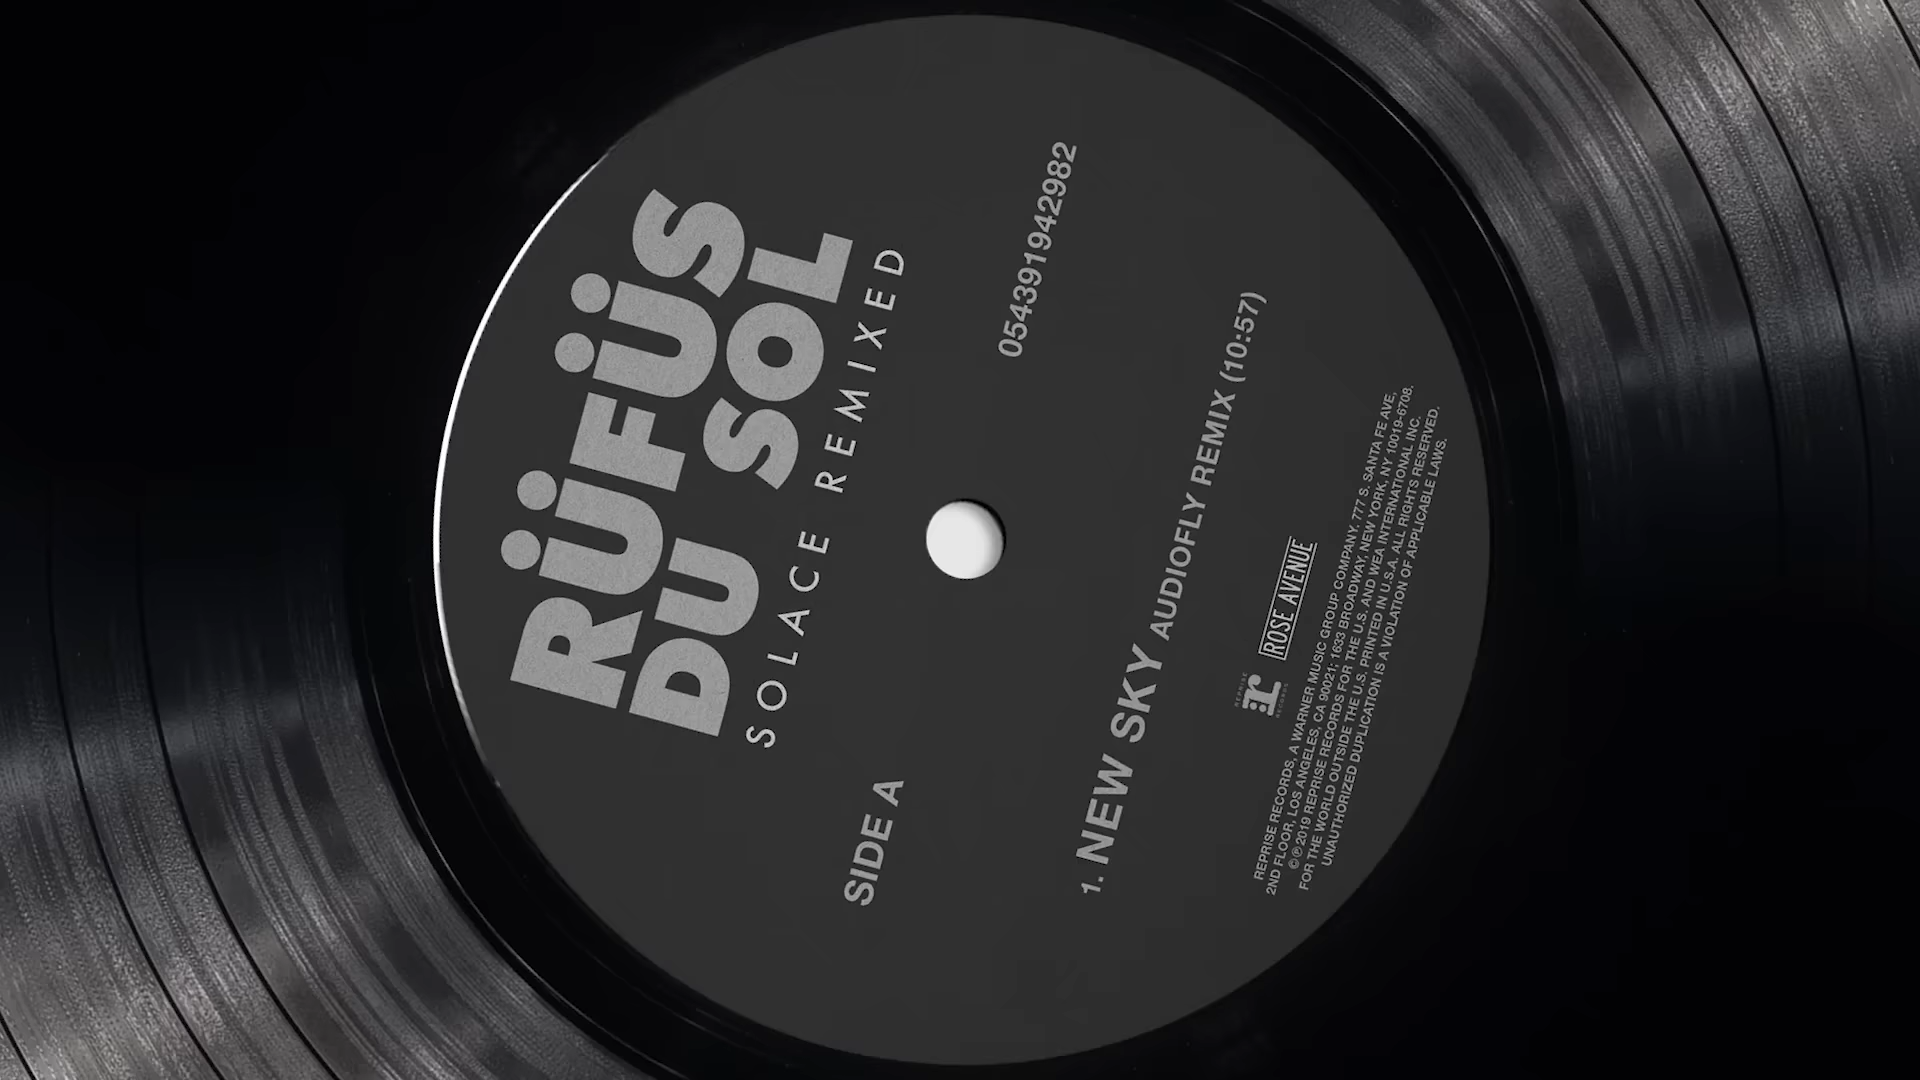 RÜFÜS
DU SOL
SOLACE REMIXED
SIDE A
054391942982
1. NEW SKY AUDIOFLY REMIX (10:57)
REPRISE
RECORDS
ROSE AVENUE
REPRISE RECORDS, A WARNER MUSIC GROUP COMPANY. 777 S. SANTA FE AVE,
2ND FLOOR, LOS ANGELES, CA 90021; 1633 BROADWAY, NEW YORK, NY 10019-6708.
©℗ 2019 REPRISE RECORDS FOR THE U.S. AND WEA INTERNATIONAL INC.
FOR THE WORLD OUTSIDE THE U.S. PRINTED IN U.S.A. ALL RIGHTS RESERVED.
UNAUTHORIZED DUPLICATION IS A VIOLATION OF APPLICABLE LAWS.